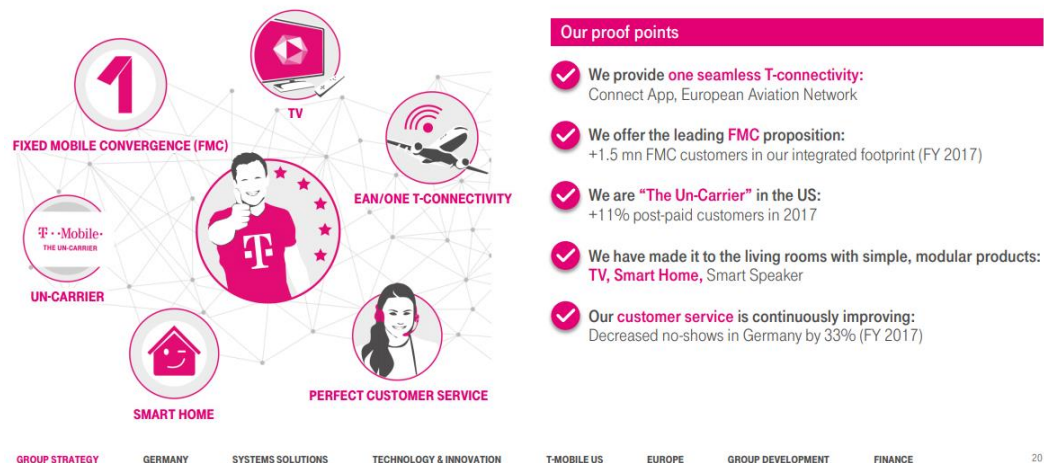 TV
FIXED MOBILE CONVERGENCE (FMC)
EAN/ONE T-CONNECTIVITY
T··Mobile·
THE UN-CARRIER
UN-CARRIER
T
PERFECT CUSTOMER SERVICE
SMART HOME
Our proof points
We provide one seamless T-connectivity:
Connect App, European Aviation Network
We offer the leading FMC proposition:
+1.5 mn FMC customers in our integrated footprint (FY 2017)
We are “The Un-Carrier” in the US:
+11% post-paid customers in 2017
We have made it to the living rooms with simple, modular products:
TV, Smart Home, Smart Speaker
Our customer service is continuously improving:
Decreased no-shows in Germany by 33% (FY 2017)
GROUP STRATEGY GERMANY SYSTEMS SOLUTIONS TECHNOLOGY & INNOVATION T-MOBILE US EUROPE GROUP DEVELOPMENT FINANCE 20